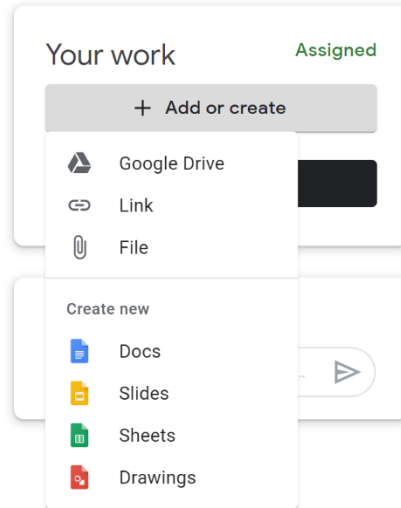 Your work
Assigned
+ Add or create
Google Drive
Link
File
Create new
Docs
Slides
Sheets
Drawings